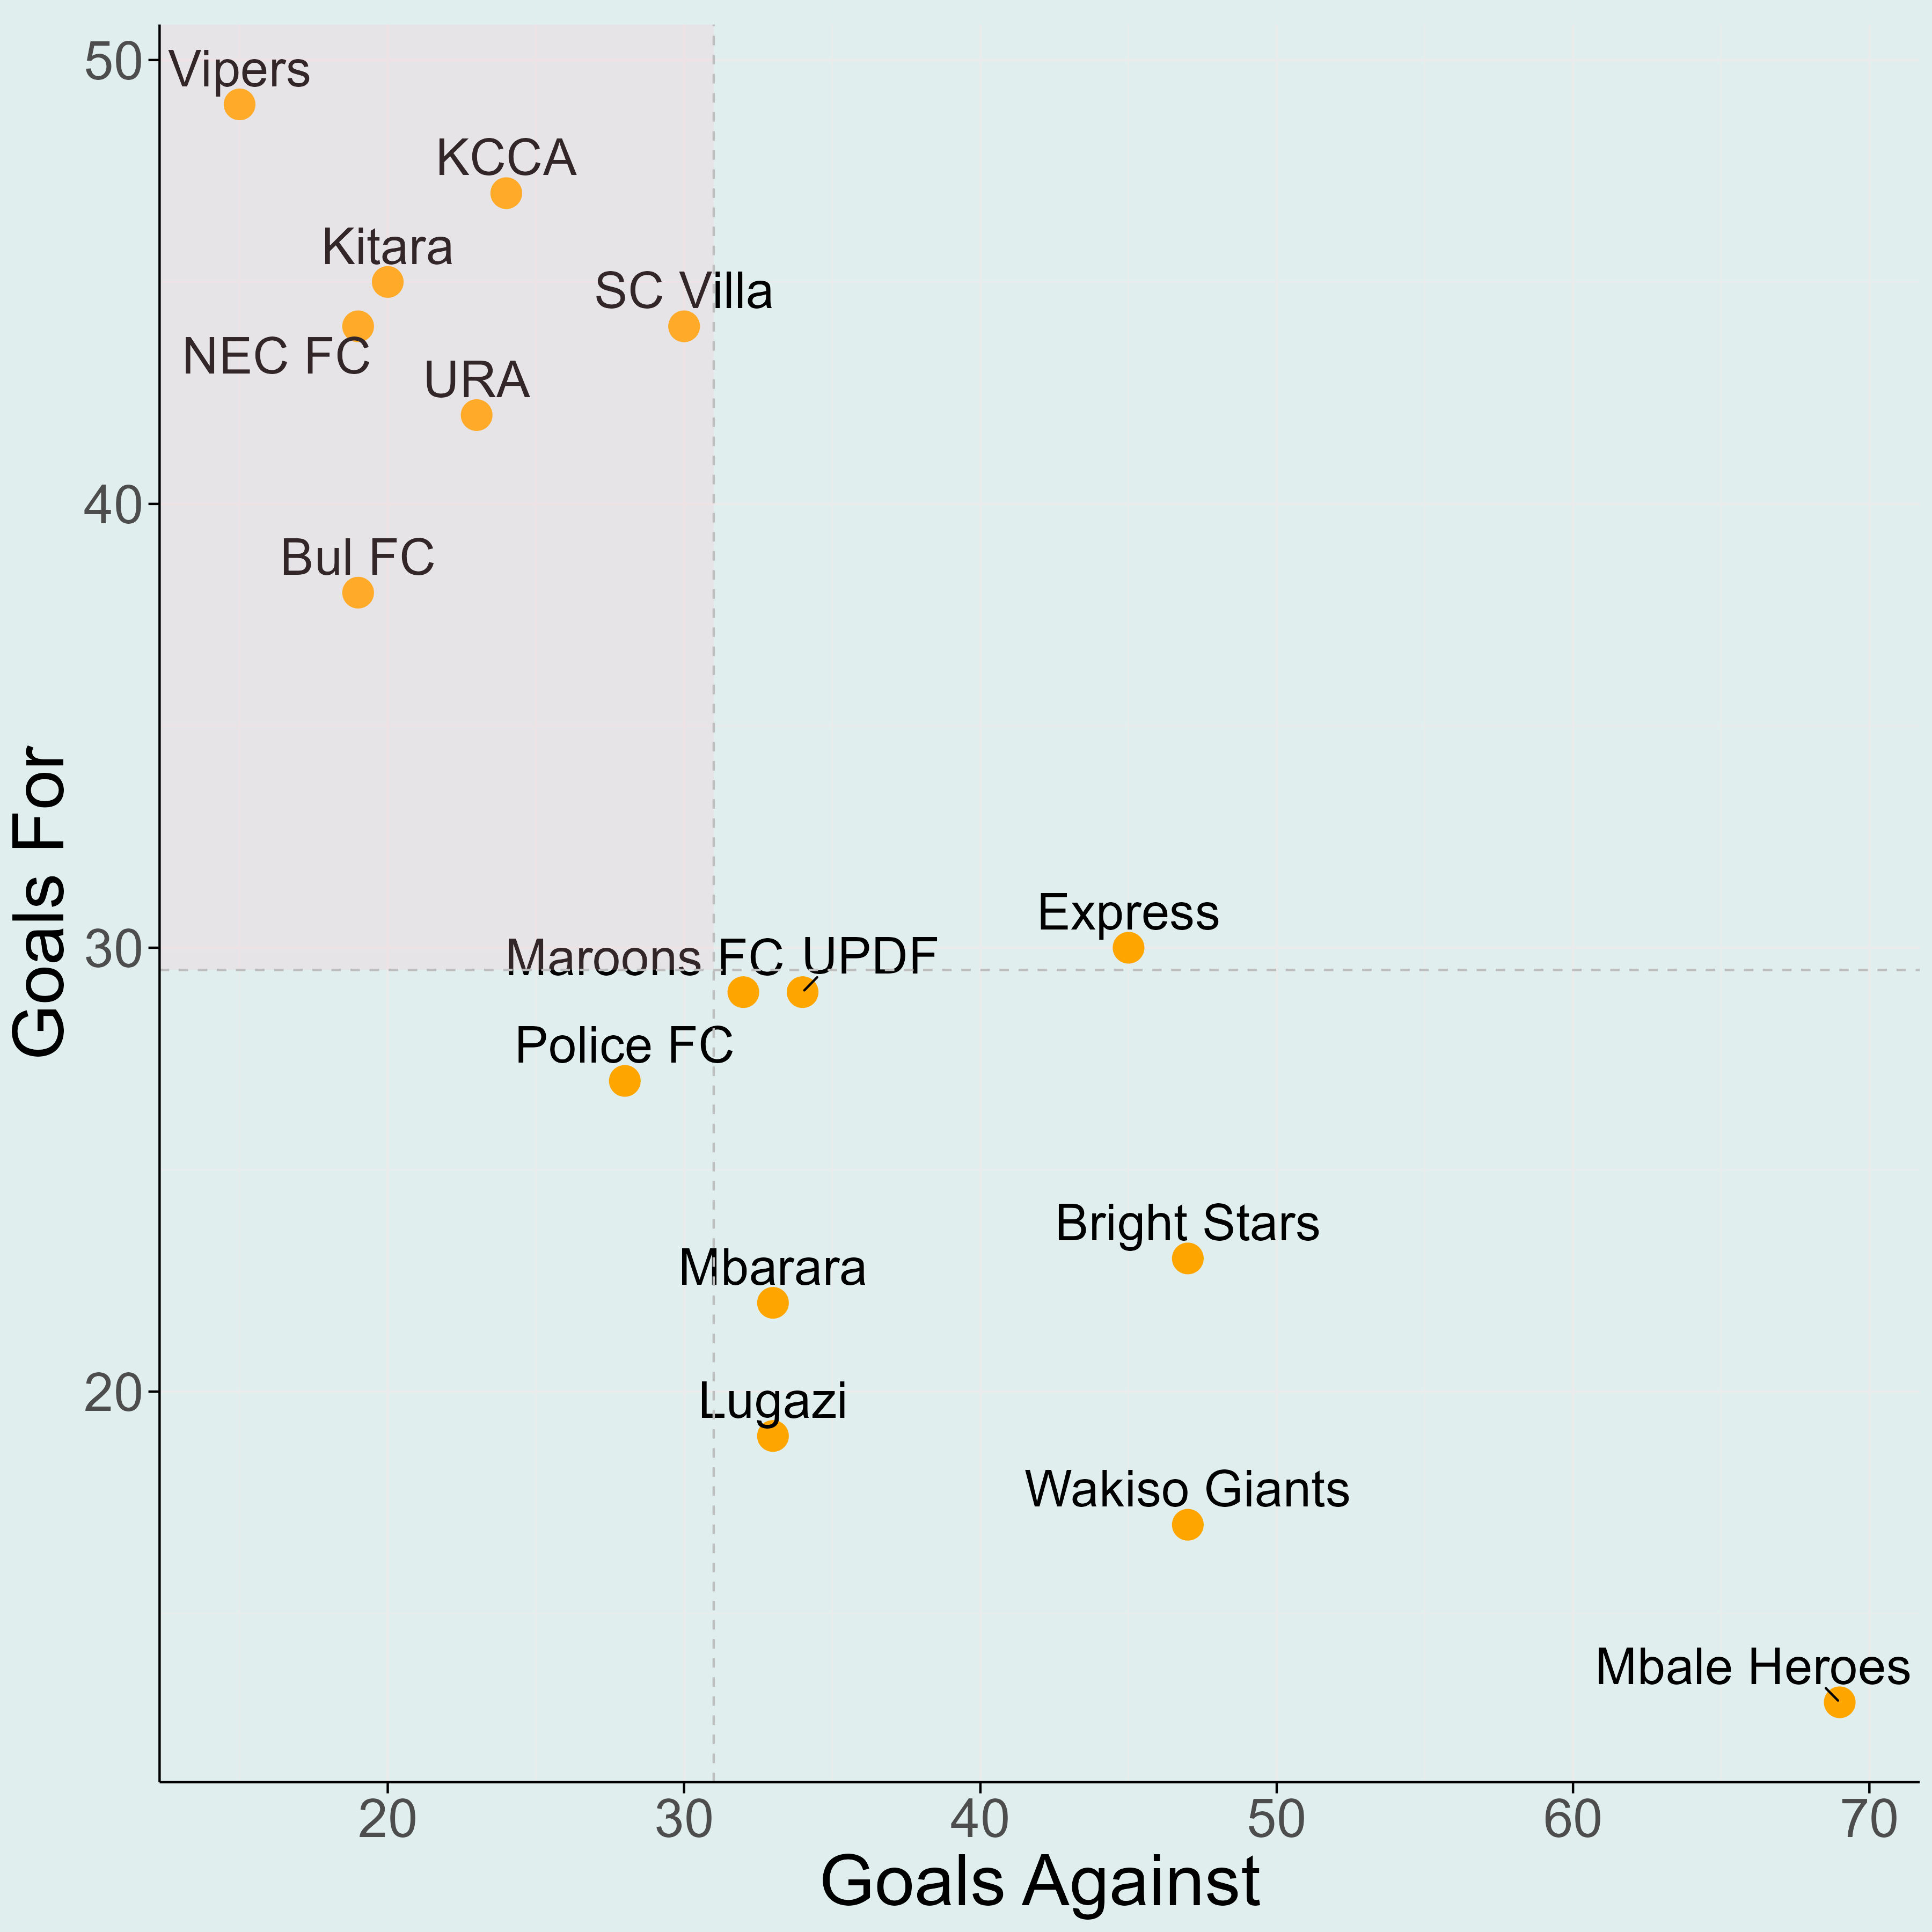 50
Vipers
KCCA
Kitara
SC Villa
NEC FC
URA
40
Bul FC
Goals For
Express
30
Maroons FC
UPDF
Police FC
Bright Stars
Mbarara
20
Lugazi
Wakiso Giants
Mbale Heroes
20 30 40 50 60 70
Goals Against